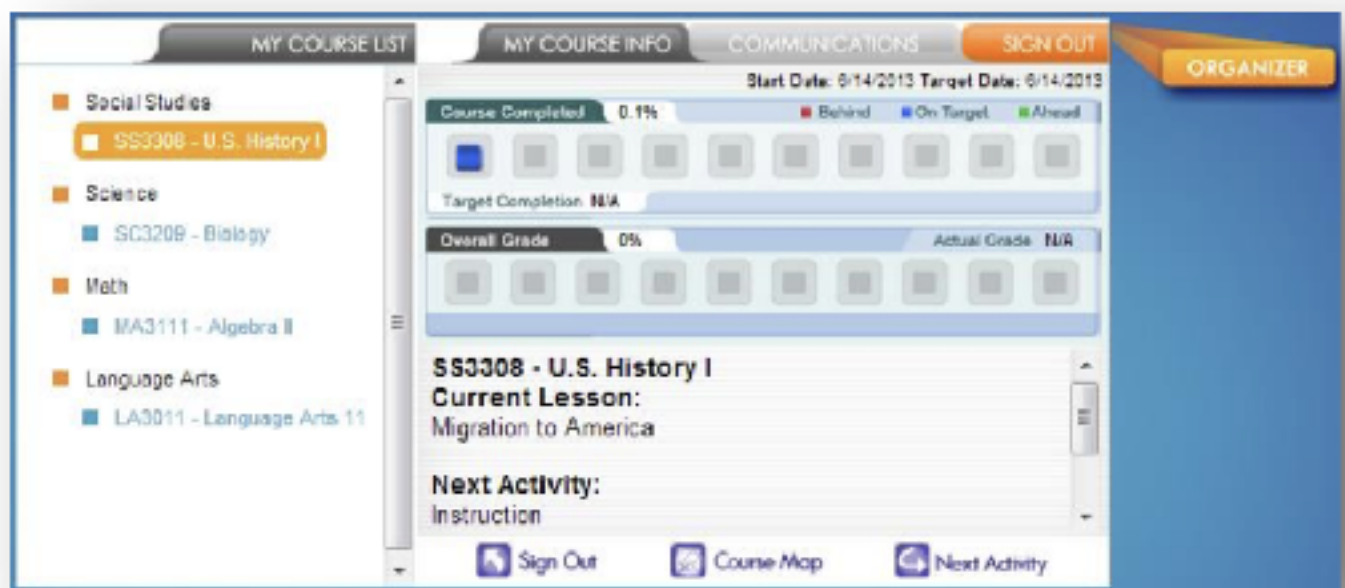 MY COURSE LIST
MY COURSE INFO
COMMUNICATIONS
SIGN OUT
ORGANIZER
Start Date: 6/14/2013 Target Date: 6/14/2013
Social Studies
SS3308 - U.S. History I
Science
SC3209 - Biology
Math
MA3111 - Algebra II
Language Arts
LA3011 - Language Arts 11
Course Completed 0.1% Behind On Target Ahead
Target Completion N/A
Overall Grade 0% Actual Grade N/A
SS3308 - U.S. History I
Current Lesson:
Migration to America
Next Activity:
Instruction
Sign Out Course Map Next Activity